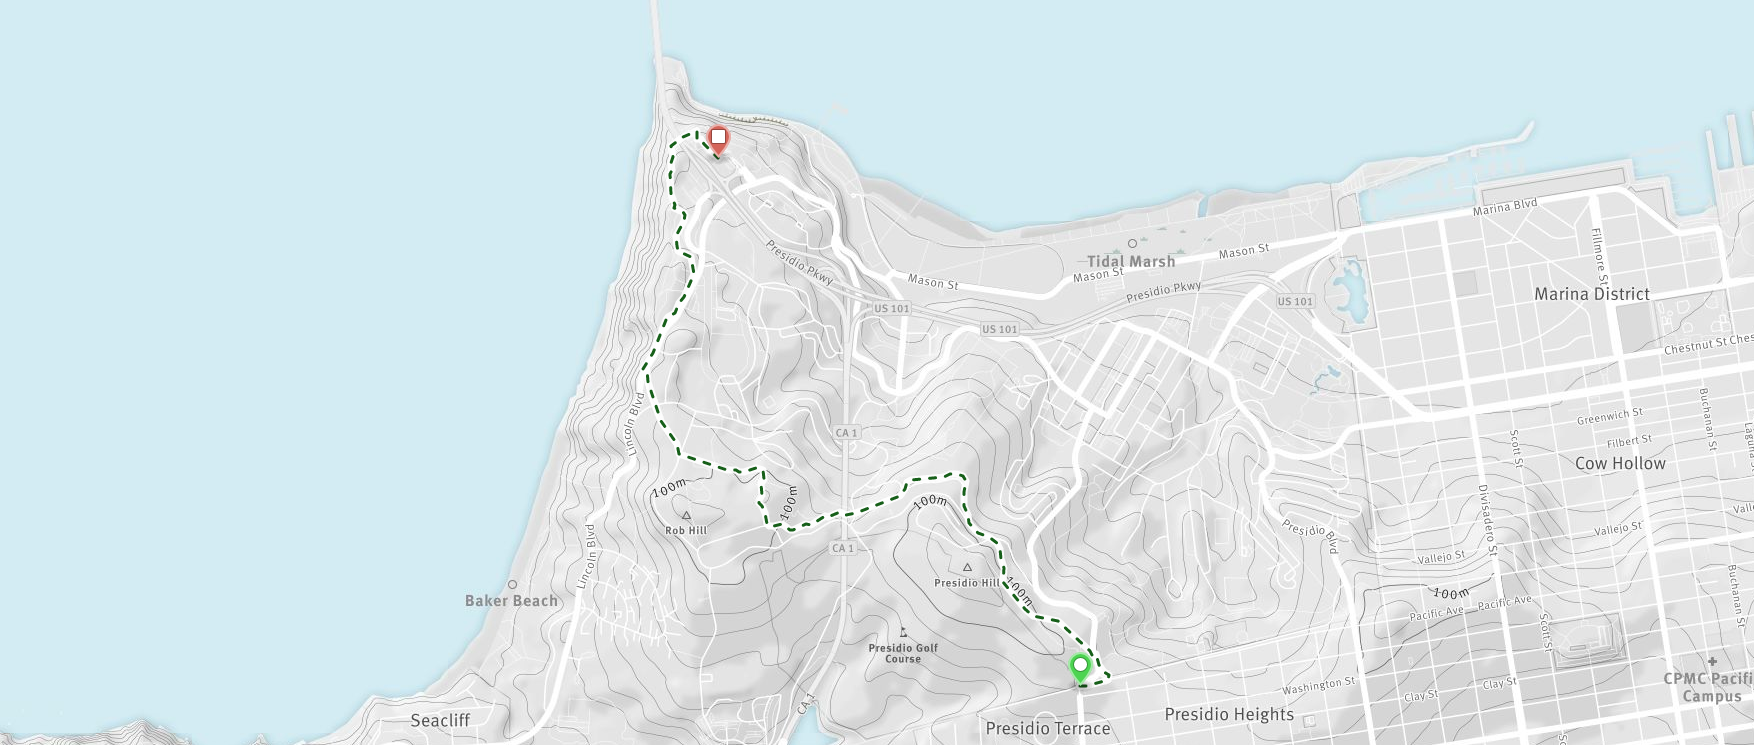 Marina Blvd
Fillmore St
Tidal Marsh
Mason St
Mason St
Mason St
Presidio Pkwy
Presidio Pkwy
US 101
US 101
US 101
Marina District
Chestnut St
Ches
Lincoln Blvd
CA 1
Greenwich St
Buchanan St
Laguna
Scott St
Filbert St
Cow Hollow
100m
100m
100m
Rob Hill
Divisadero St
Presidio Blvd
Vallejo St
Vallejo St
Valle
CA 1
Lincoln Blvd
Presidio Hill
100m
Baker Beach
100m
Pacific Ave
Pacific Ave
Scott St
Buchanan St
Presidio Golf
Course
CPMC Pacifi
Campus
Washington St
Clay St
Clay St
CA 1
Seacliff
Presidio Terrace
Presidio Heights